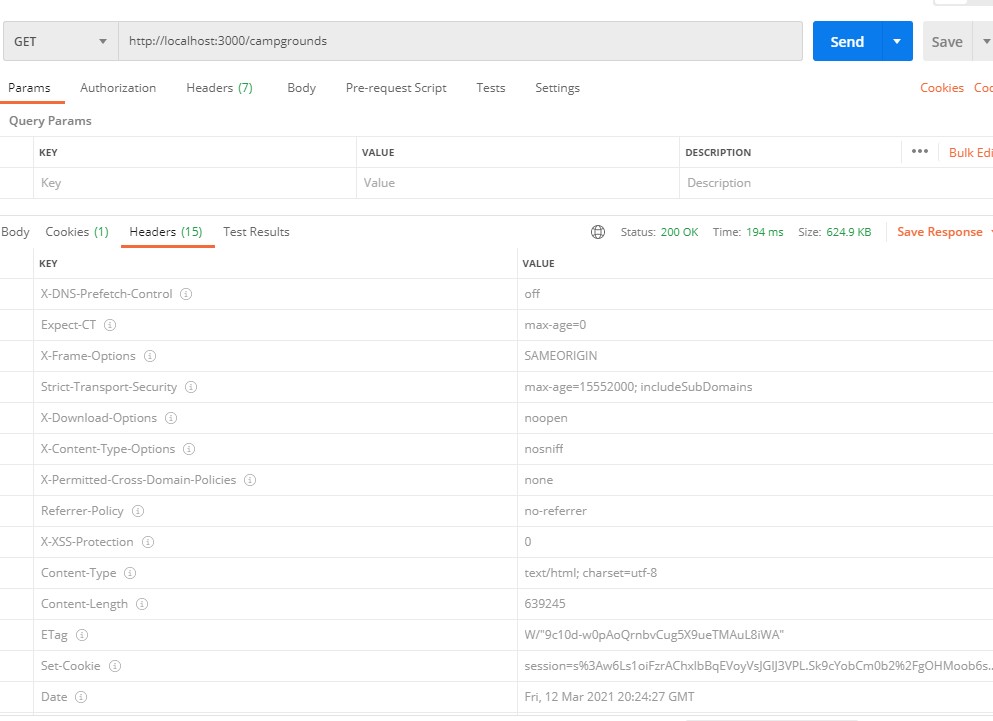 GET http://localhost:3000/campgrounds Send Save
Params Authorization Headers (7) Body Pre-request Script Tests Settings Cookies
Query Params
KEY VALUE DESCRIPTION ••• Bulk
Key Value Description
Body Cookies (1) Headers (15) Test Results Status: 200 OK Time: 194 ms Size: 624.9 KB Save Response
KEY VALUE
X-DNS-Prefetch-Control off
Expect-CT max-age=0
X-Frame-Options SAMEORIGIN
Strict-Transport-Security max-age=15552000; includeSubDomains
X-Download-Options noopen
X-Content-Type-Options nosniff
X-Permitted-Cross-Domain-Policies none
Referrer-Policy no-referrer
X-XSS-Protection 0
Content-Type text/html; charset=utf-8
Content-Length 639245
ETag W/"9c10d-w0pAoQrnbvCug5X9ueTMAuL8iWA"
Set-Cookie session=s%3Aw6Ls1oiFzrAChxlbBqEVoyVsJGlJ3VPL.Sk9cYobCm0b2%2FgOHMoob6s...
Date Fri, 12 Mar 2021 20:24:27 GMT